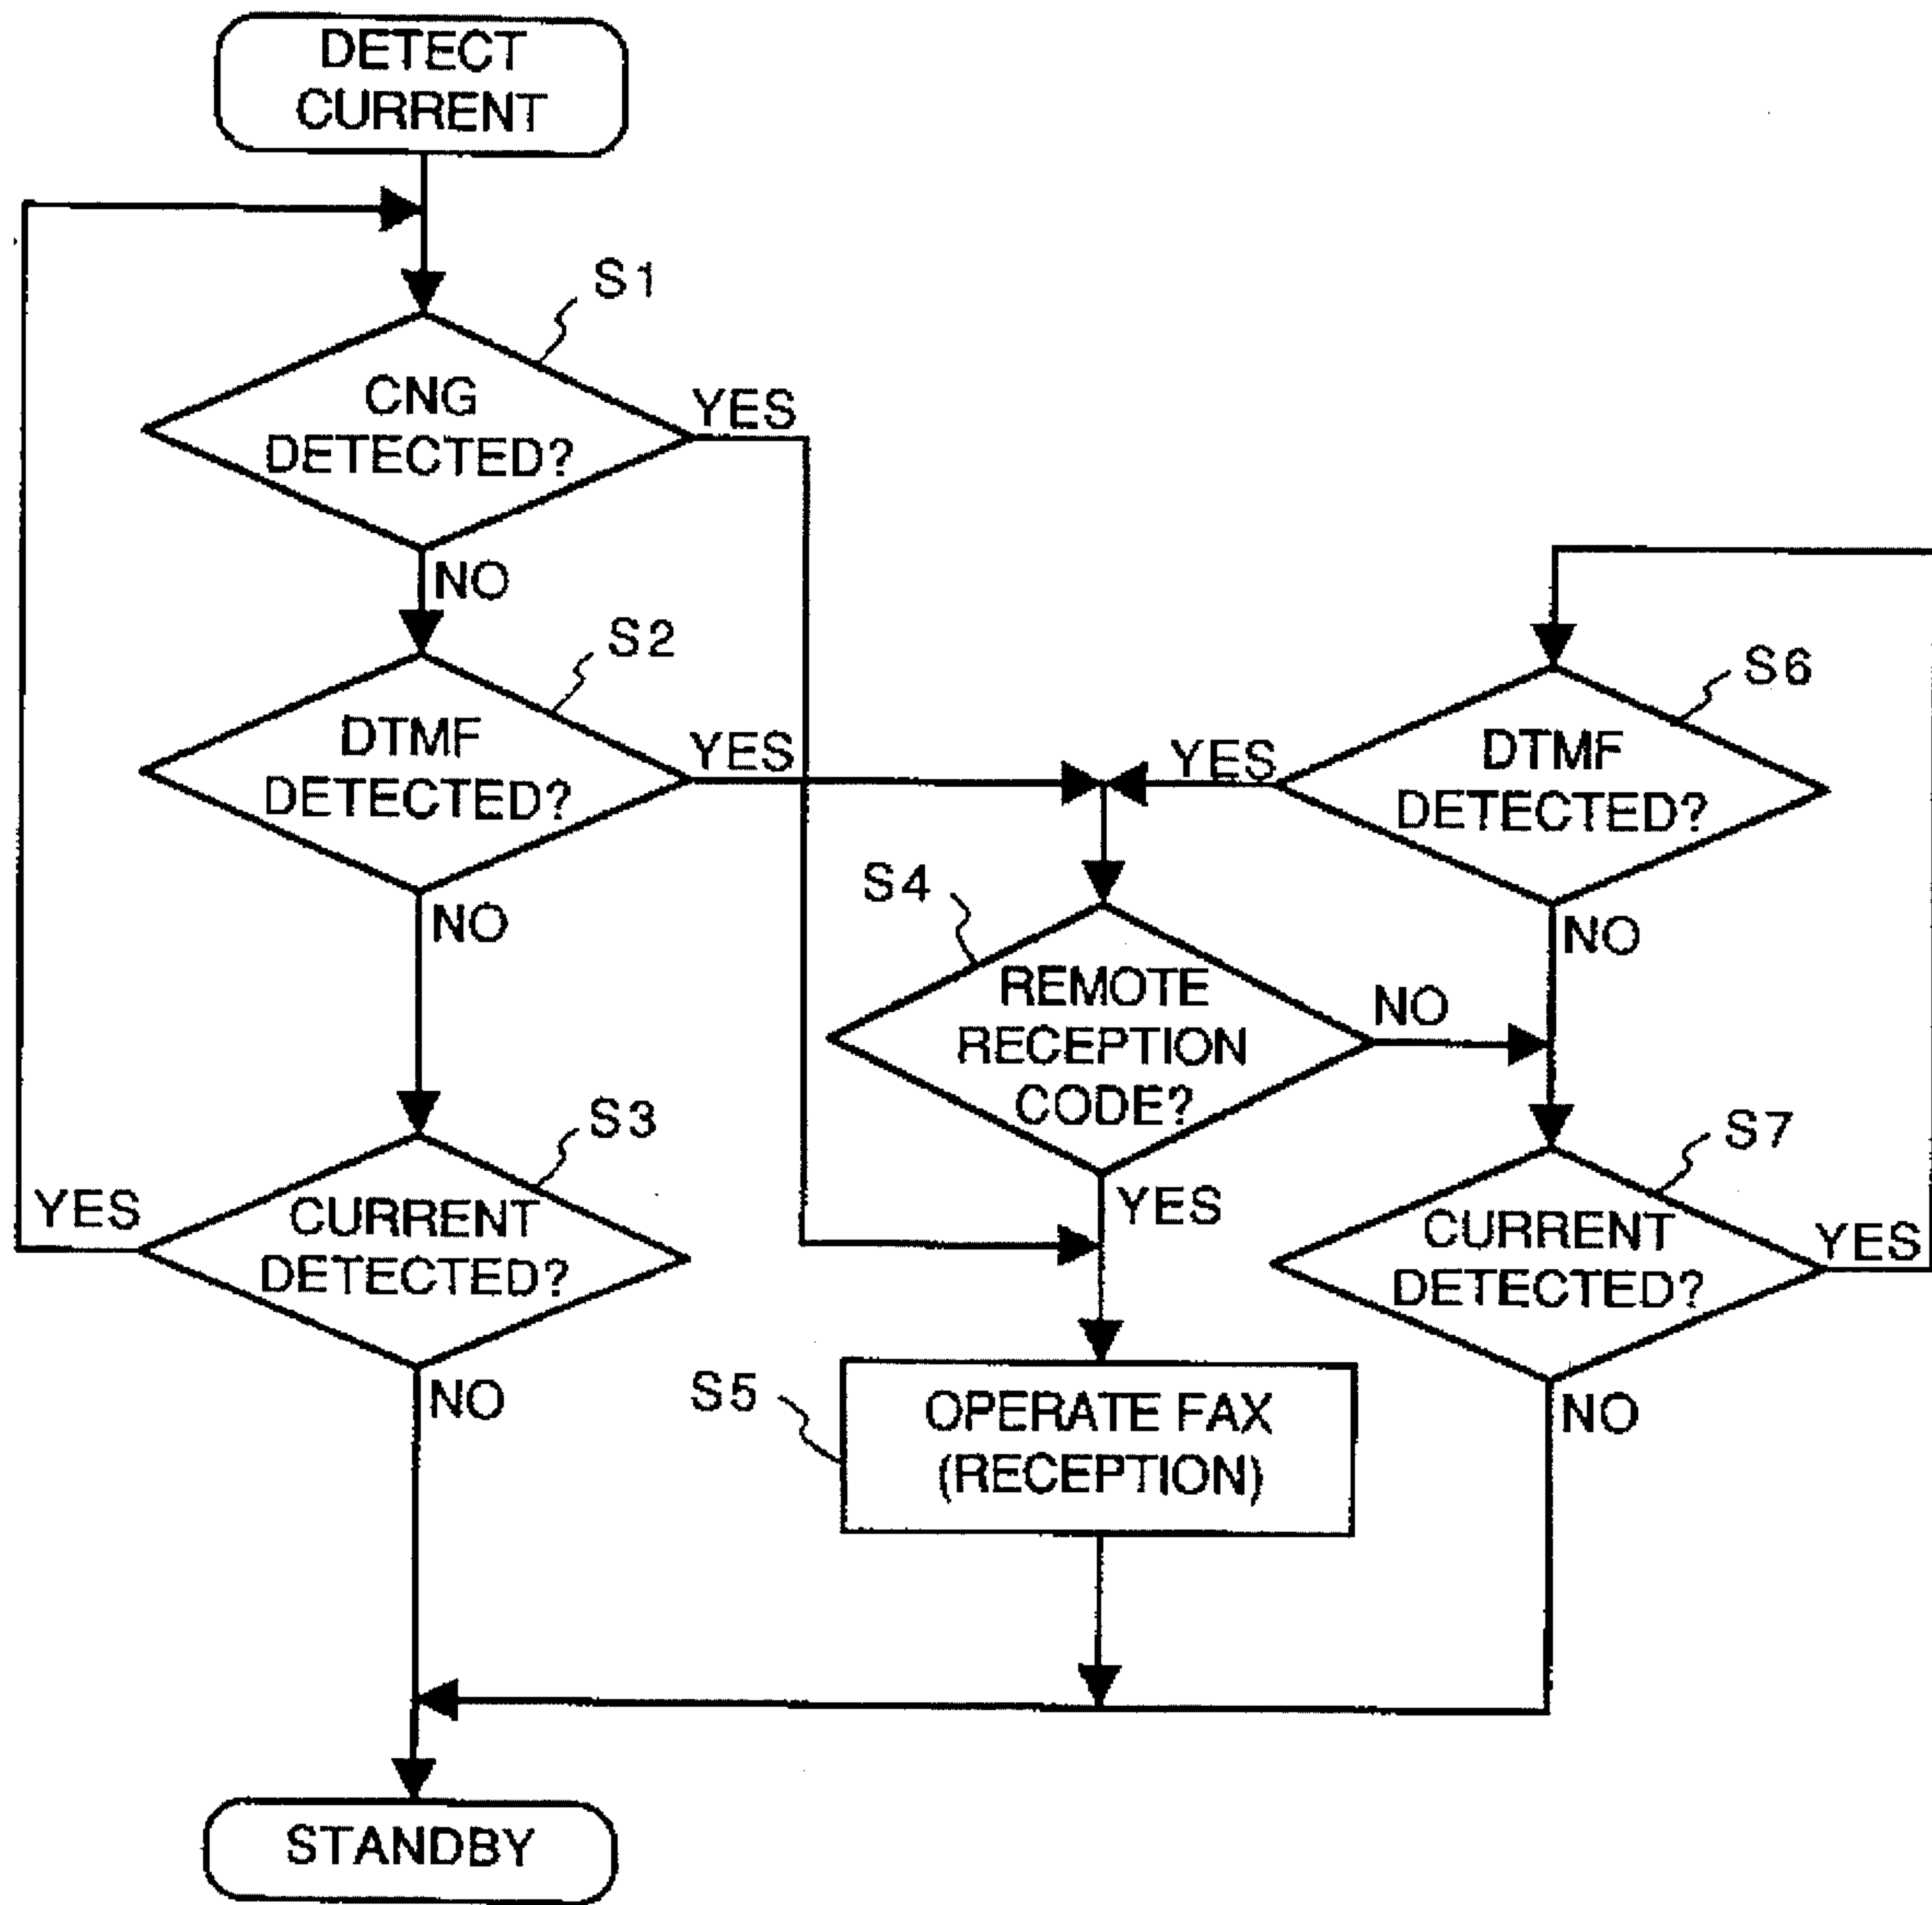 DETECT
CURRENT
S1
CNG
DETECTED?
YES
NO
S2
DTMF
DETECTED?
YES
NO
S3
CURRENT
DETECTED?
YES
NO
S6
DTMF
DETECTED?
YES
NO
S4
REMOTE
RECEPTION
CODE?
NO
YES
S7
CURRENT
DETECTED?
YES
NO
S5
OPERATE FAX
(RECEPTION)
STANDBY